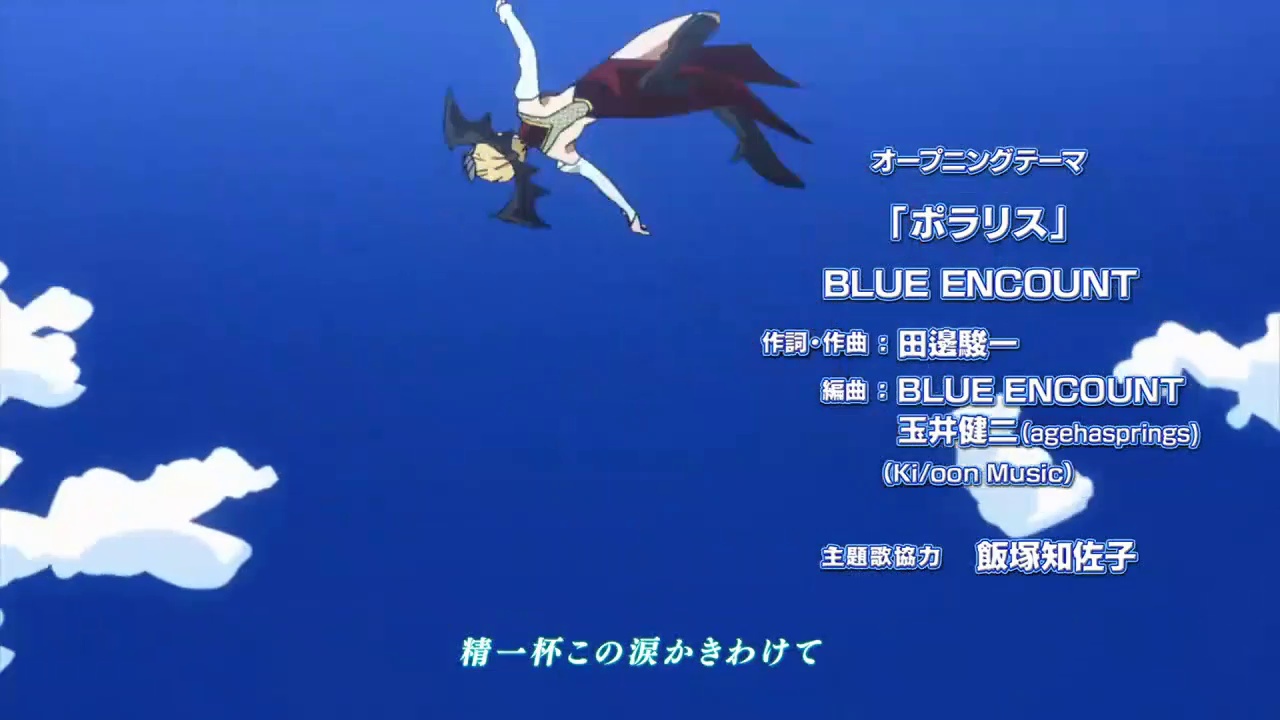 オープニングテーマ
「ポラリス」
BLUE ENCOUNT
作詞・作曲：田邊駿一
編曲：BLUE ENCOUNT
玉井健二(agehasprings)
(Ki/oon Music)
主題歌協力 飯塚知佐子
精一杯この涙かきわけて